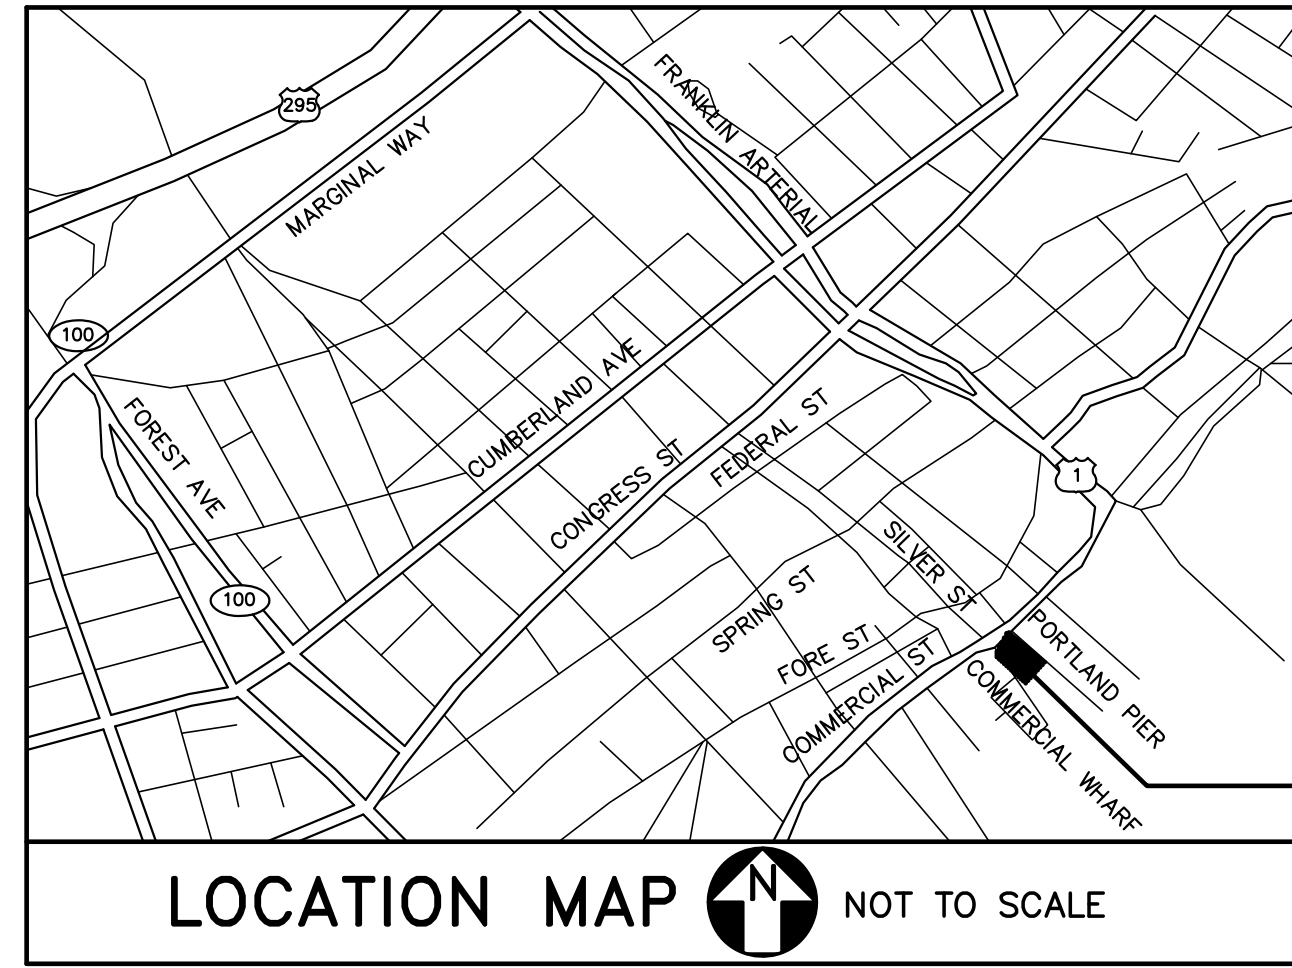 295
MARGINAL WAY
FRANKLIN ARTERIAL
100
FOREST AVE
CUMBERLAND AVE
CONGRESS ST
FEDERAL ST
1
SILVER ST
100
SPRING ST
FORE ST
COMMERCIAL ST
PORTLAND PIER
COMMERCIAL WHARF
LOCATION MAP N NOT TO SCALE